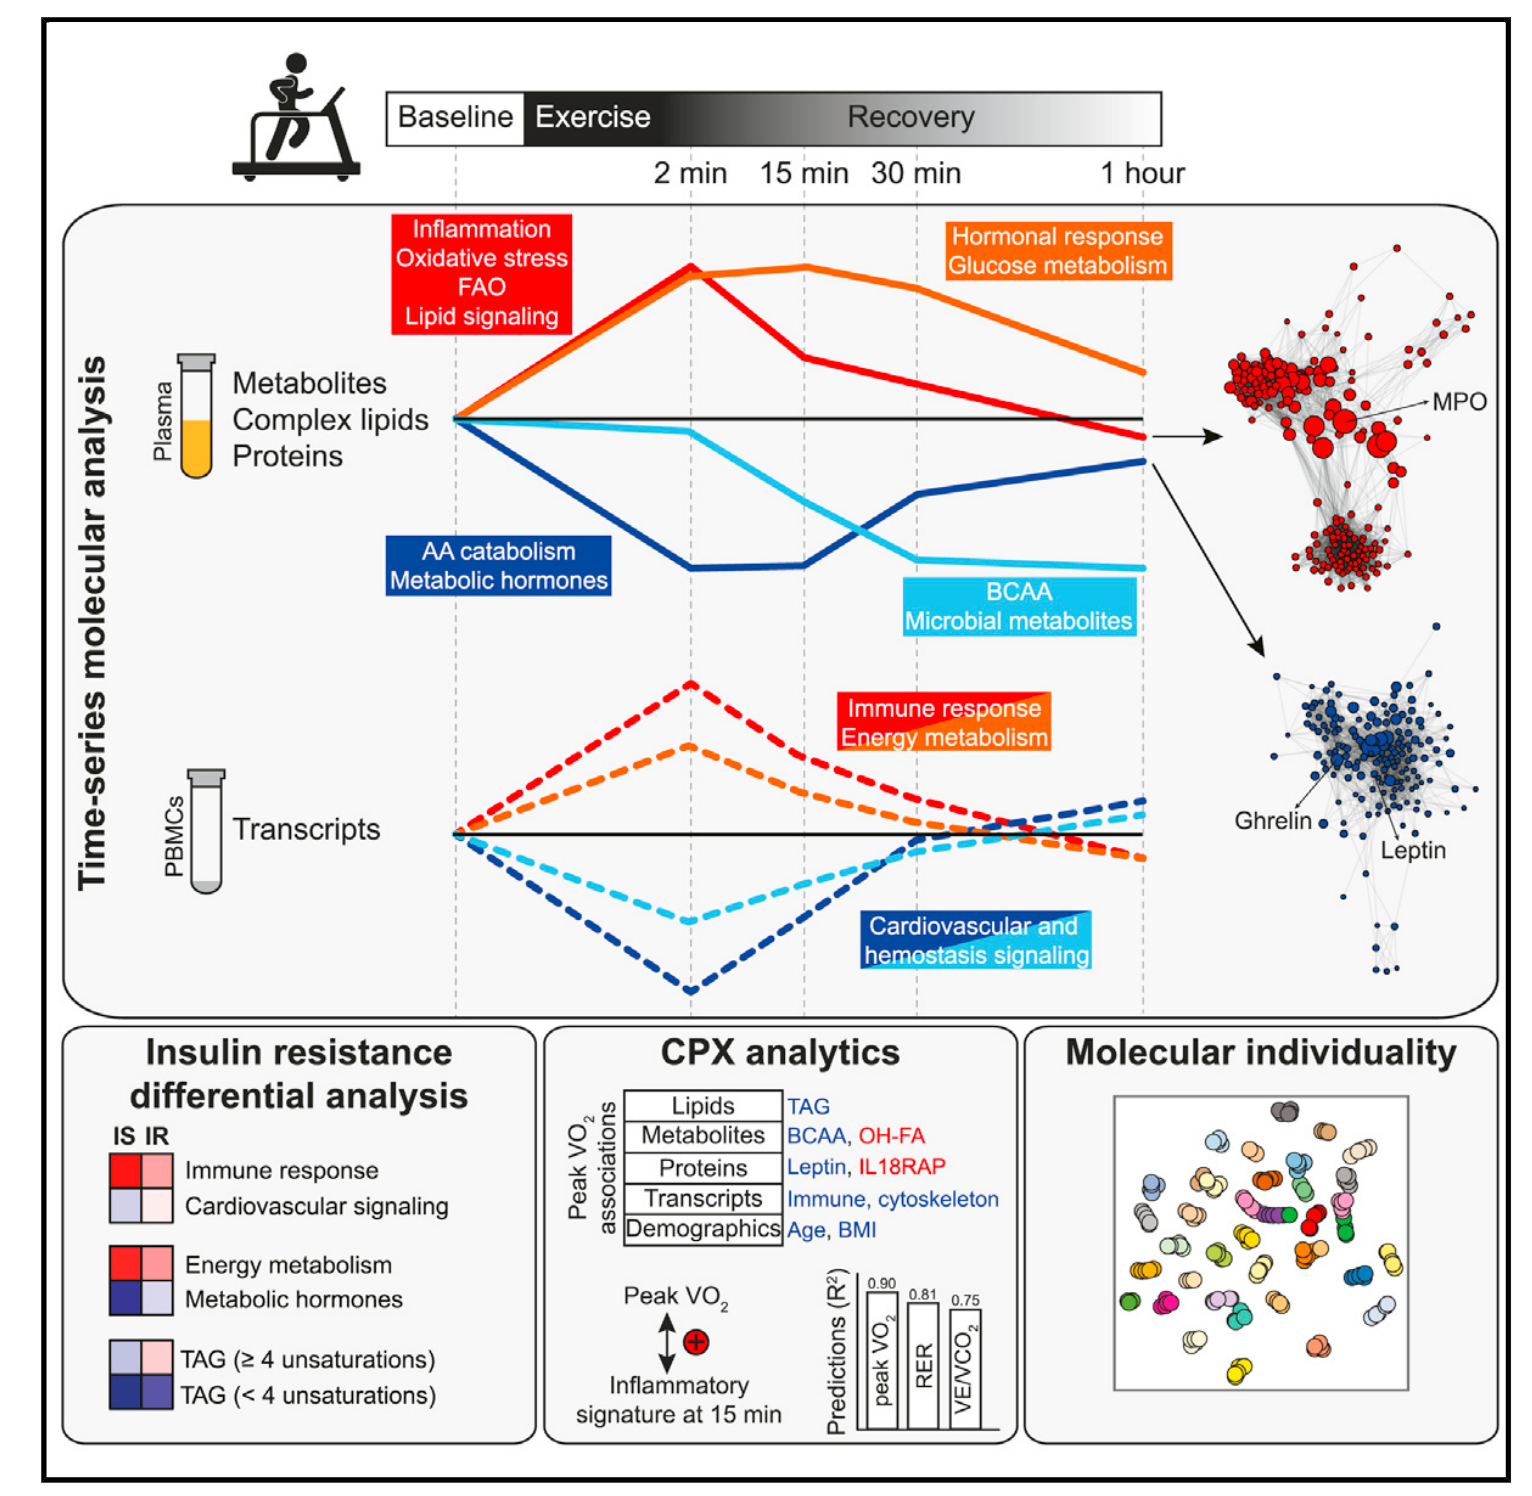 Baseline
Exercise
Recovery
2 min
15 min
30 min
1 hour
Time-series molecular analysis
Inflammation
Oxidative stress
FAO
Lipid signaling
Hormonal response
Glucose metabolism
Plasma
Metabolites
Complex lipids
Proteins
MPO
AA catabolism
Metabolic hormones
BCAA
Microbial metabolites
Immune response
Energy metabolism
PBMCs
Transcripts
Ghrelin
Leptin
Cardiovascular and
hemostasis signaling
Insulin resistance
differential analysis
IS IR
Immune response
Cardiovascular signaling
Energy metabolism
Metabolic hormones
TAG (≥ 4 unsaturations)
TAG (< 4 unsaturations)
CPX analytics
Peak VO2
associations
Lipids TAG
Metabolites BCAA, OH-FA
Proteins Leptin, IL18RAP
Transcripts Immune, cytoskeleton
Demographics Age, BMI
Peak VO2
+
Inflammatory
signature at 15 min
Predictions (R2)
0.90
0.81
0.75
peak VO2
RER
VE/VCO2
Molecular individuality